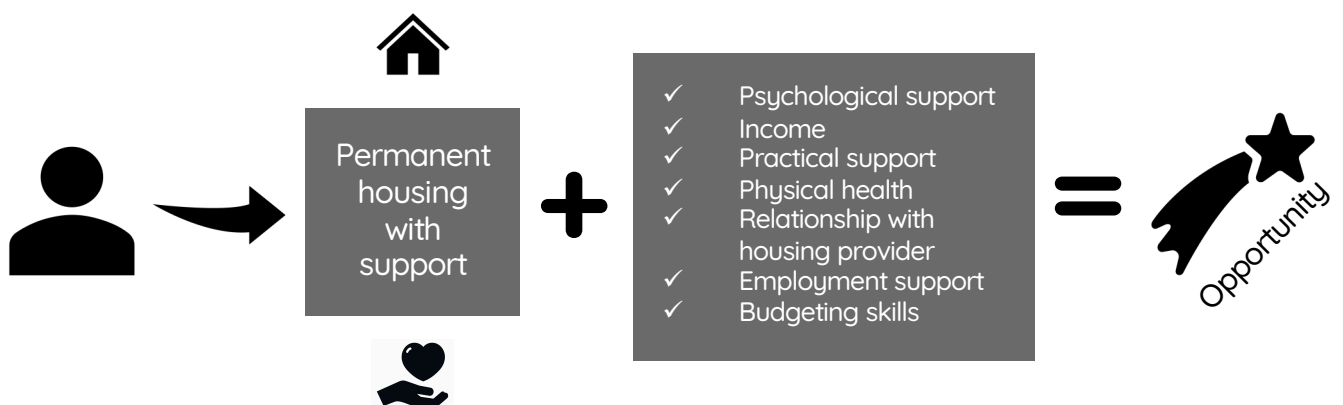 Permanent
housing
with
support
✓ Psychological support
✓ Income
✓ Practical support
✓ Physical health
✓ Relationship with
housing provider
✓ Employment support
✓ Budgeting skills
Opportunity